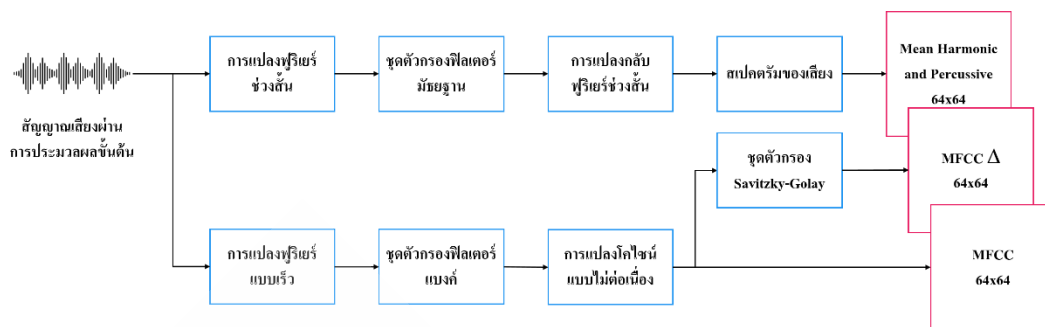 สัญญาณเสียงผ่าน
การประมวลผลขั้นต้น
การแปลงฟูริเยร์
ช่วงสั้น
ชุดตัวกรองฟิลเตอร์
มัธยฐาน
การแปลงกลับ
ฟูริเยร์ช่วงสั้น
สเปคตรัมของเสียง
Mean Harmonic
and Percussive
64x64
ชุดตัวกรอง
Savitzky-Golay
MFCC Δ
64x64
การแปลงฟูริเยร์
แบบเร็ว
ชุดตัวกรองฟิลเตอร์
แบงค์
การแปลงโคไซน์
แบบไม่ต่อเนื่อง
MFCC
64x64